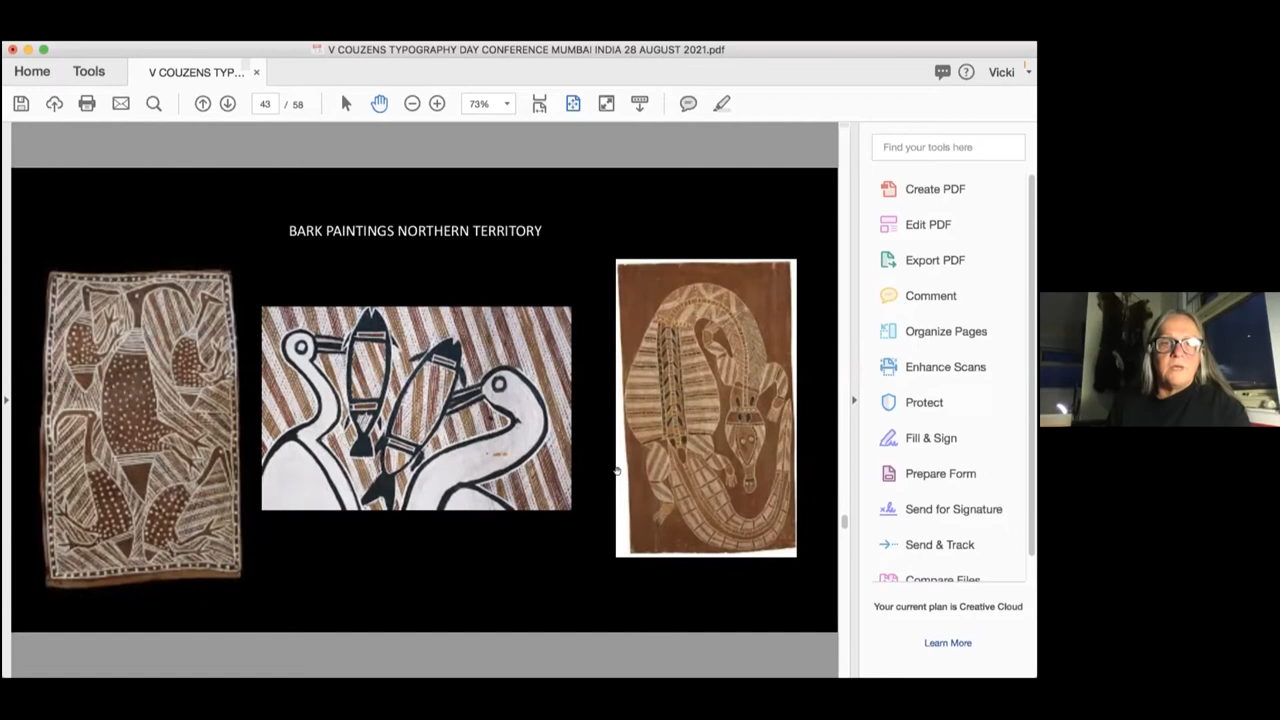 V COUZENS TYPOGRAPHY DAY CONFERENCE MUMBAI INDIA 28 AUGUST 2021.pdf
Home
Tools
V COUZENS TYP...
Vicki
43 / 58
73%
BARK PAINTINGS NORTHERN TERRITORY
Find your tools here
Create PDF
Edit PDF
Export PDF
Comment
Organize Pages
Enhance Scans
Protect
Fill & Sign
Prepare Form
Send for Signature
Send & Track
Compare Files
Your current plan is Creative Cloud
Learn More